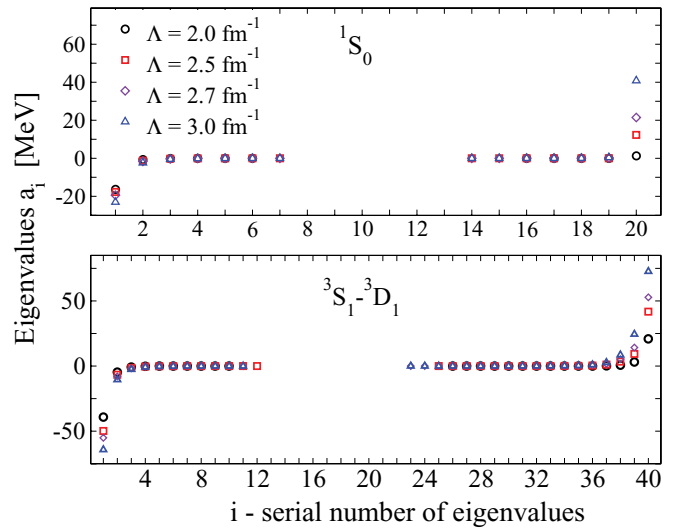 Eigenvalues aᵢ [MeV]
60
40
20
0
-20
Λ = 2.0 fm⁻¹
Λ = 2.5 fm⁻¹
Λ = 2.7 fm⁻¹
Λ = 3.0 fm⁻¹
¹S₀
2 4 6 8 10 12 14 16 18 20
50
0
-50
³S₁-³D₁
4 8 12 16 20 24 28 32 36 40
i - serial number of eigenvalues